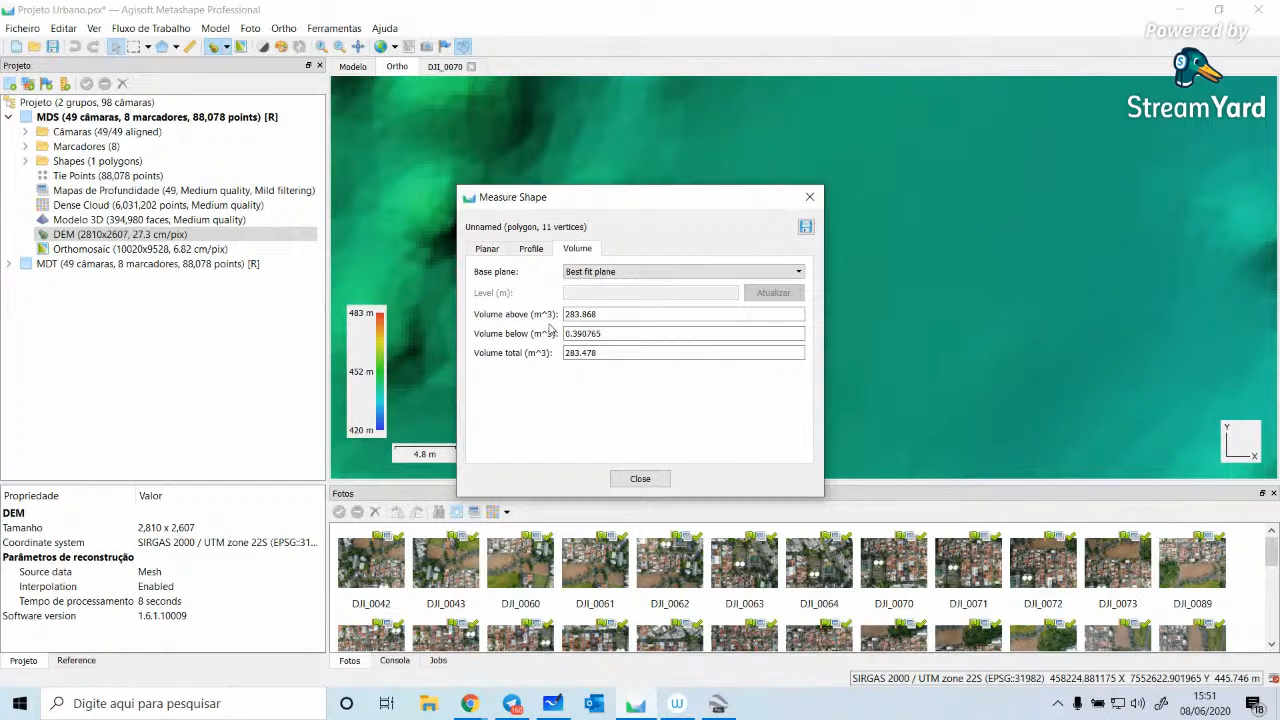 Projeto Urbano.psx* — Agisoft Metashape Professional
Ficheiro Editar Ver Fluxo de Trabalho Model Foto Ortho Ferramentas Ajuda
Powered by
StreamYard
Projeto
Modelo Ortho DJI_0070
Projeto (2 grupos, 98 câmaras)
MDS (49 câmaras, 8 marcadores, 88,078 points) [R]
Câmaras (49/49 aligned)
Marcadores (8)
Shapes (1 polygons)
Tie Points (88,078 points)
Mapas de Profundidade (49, Medium quality, Mild filtering)
Dense Cloud (6,031,202 points, Medium quality)
Modelo 3D (394,980 faces, Medium quality)
DEM (2810x2607, 27.3 cm/pix)
Orthomosaic (10020x9528, 6.82 cm/pix)
MDT (49 câmaras, 8 marcadores, 88,078 points) [R]
Measure Shape
Unnamed (polygon, 11 vertices)
Planar Profile Volume
Base plane: Best fit plane
Level (m): Atualizar
Volume above (m^3): 283.868
Volume below (m^3): 0.390765
Volume total (m^3): 283.478
Close
483 m
452 m
420 m
4.8 m
Y
X
Propriedade Valor
DEM
Tamanho 2,810 x 2,607
Coordinate system SIRGAS 2000 / UTM zone 22S (EPSG::31...
Parâmetros de reconstrução
Source data Mesh
Interpolation Enabled
Tempo de processamento 8 seconds
Software version 1.6.1.10009
Projeto Reference
Fotos
DJI_0042 DJI_0043 DJI_0060 DJI_0061 DJI_0062 DJI_0063 DJI_0064 DJI_0070 DJI_0071 DJI_0072 DJI_0073 DJI_0089
Fotos Consola Jobs
SIRGAS 2000 / UTM zone 22S (EPSG::31982) 458224.881175 X 7552622.901965 Y 445.746 m
Digite aqui para pesquisar
160
W
15:51
08/06/2020
18